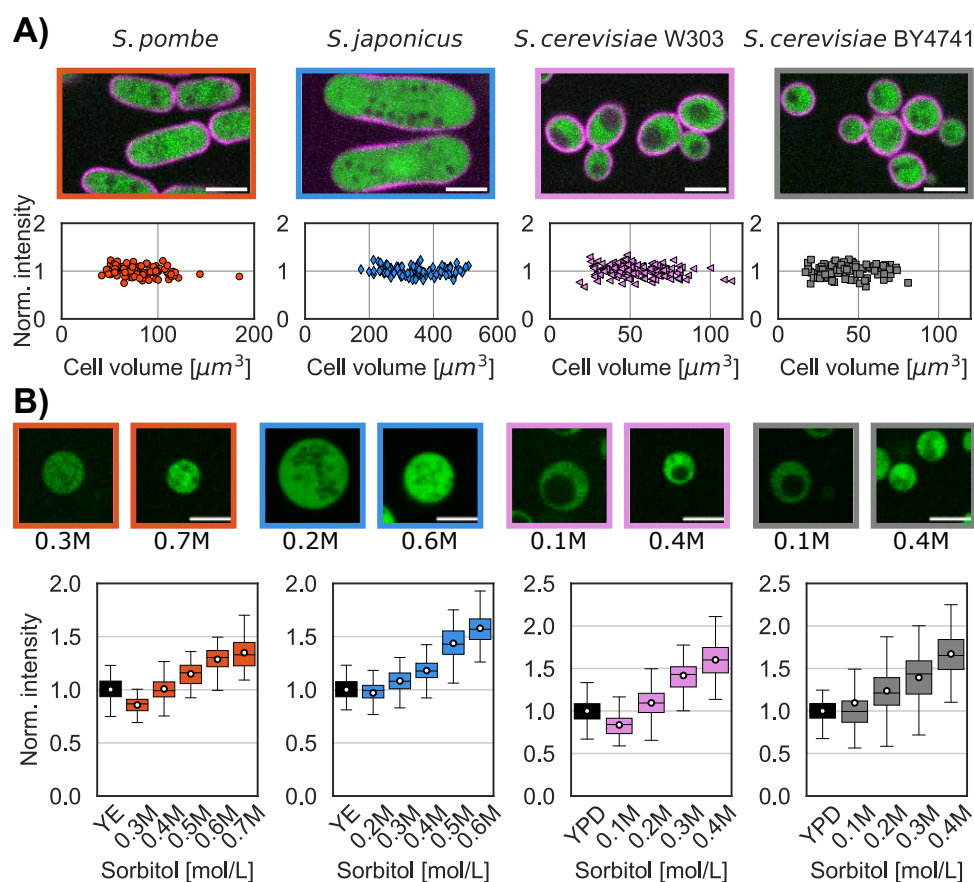 A)
S. pombe S. japonicus S. cerevisiae W303 S. cerevisiae BY4741
Norm. intensity
2 2 2 2
1 1 1 1
0 0 0 0
0 100 200 0 200 400 600 0 50 100 0 50 100
Cell volume [μm³] Cell volume [μm³] Cell volume [μm³] Cell volume [μm³]
B)
0.3M 0.7M 0.2M 0.6M 0.1M 0.4M 0.1M 0.4M
Norm. intensity
2.0 2.0 2.5 2.5
1.5 1.5 2.0 2.0
1.0 1.0 1.5 1.5
0.5 0.5 1.0 1.0
0.0 0.0 0.5 0.5
0.0 0.0
YE 0.3M 0.4M 0.5M 0.6M 0.7M YE 0.2M 0.3M 0.4M 0.5M 0.6M YPD 0.1M 0.2M 0.3M 0.4M YPD 0.1M 0.2M 0.3M 0.4M
Sorbitol [mol/L] Sorbitol [mol/L] Sorbitol [mol/L] Sorbitol [mol/L]